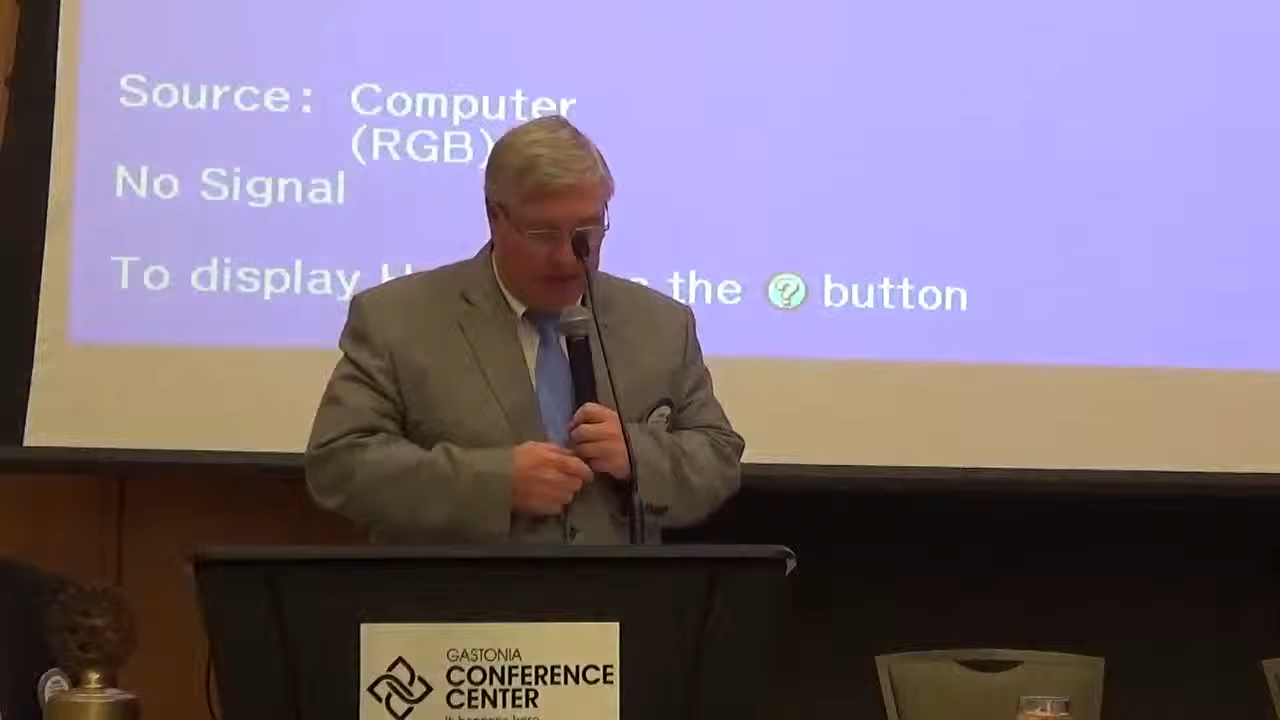 Source: Computer
(RGB)
No Signal
To display the ? button
GASTONIA
CONFERENCE
CENTER